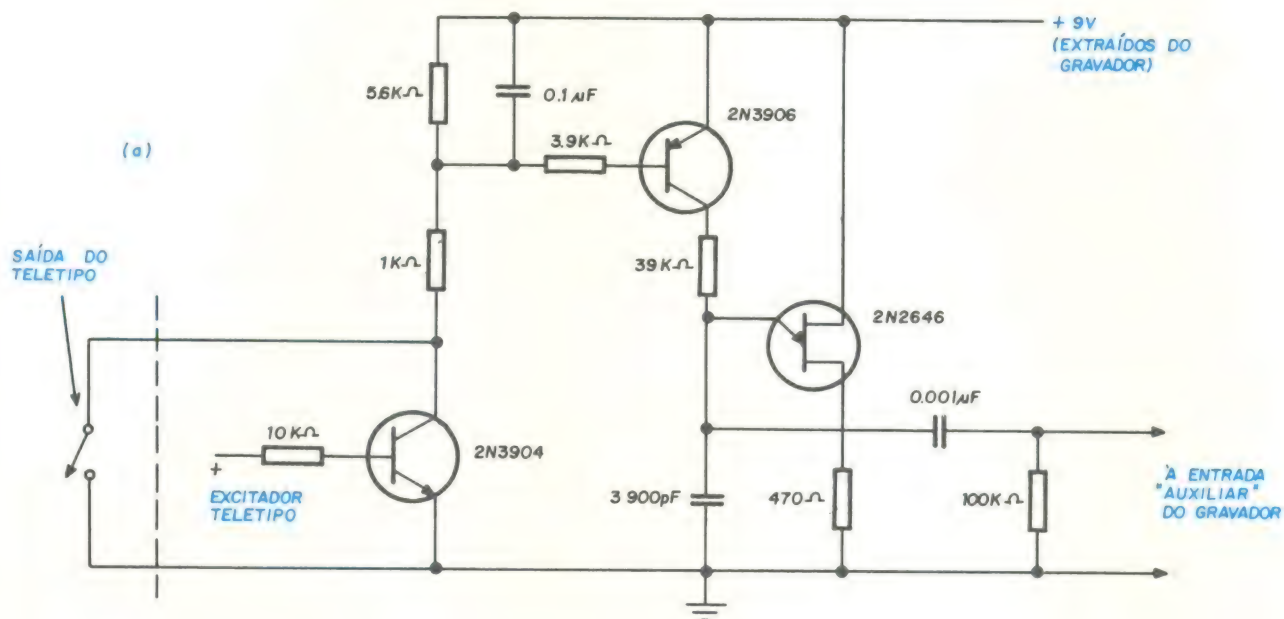 + 9V
(EXTRAÍDOS DO
GRAVADOR)
5.6KΩ
0.1µF
2N3906
(a)
3.9KΩ
SAÍDA DO
TELETIPO
1KΩ
39KΩ
2N2646
0.001µF
10KΩ
2N3904
+
EXCITADOR
TELETIPO
3 900pF
470Ω
100KΩ
'A ENTRADA
"AUXILIAR"
DO GRAVADOR